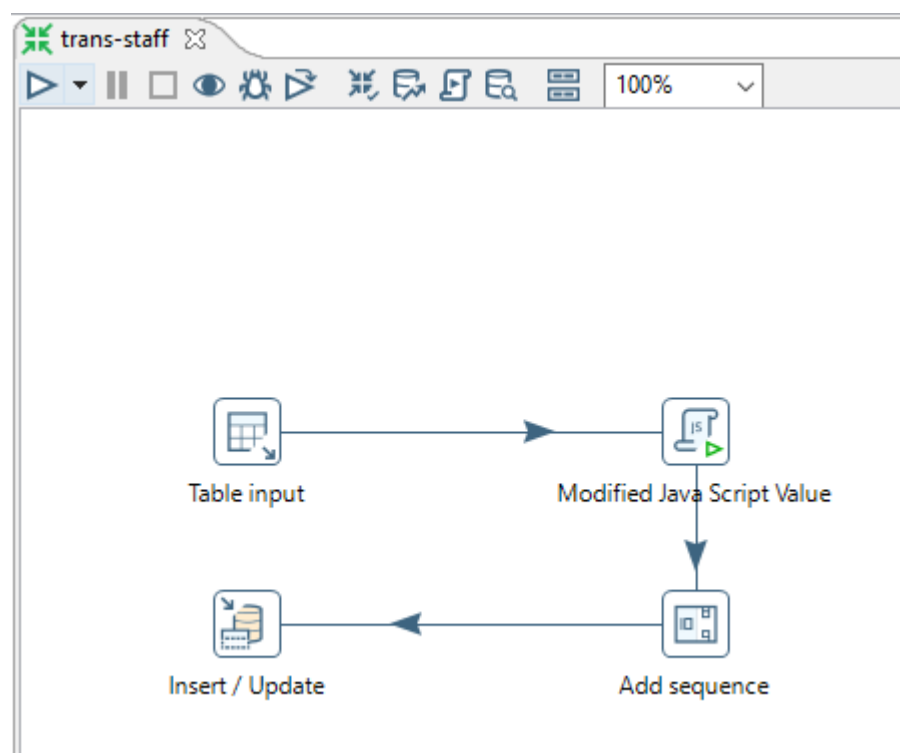 trans-staff
100%
Table input
Modified Java Script Value
Insert / Update
Add sequence